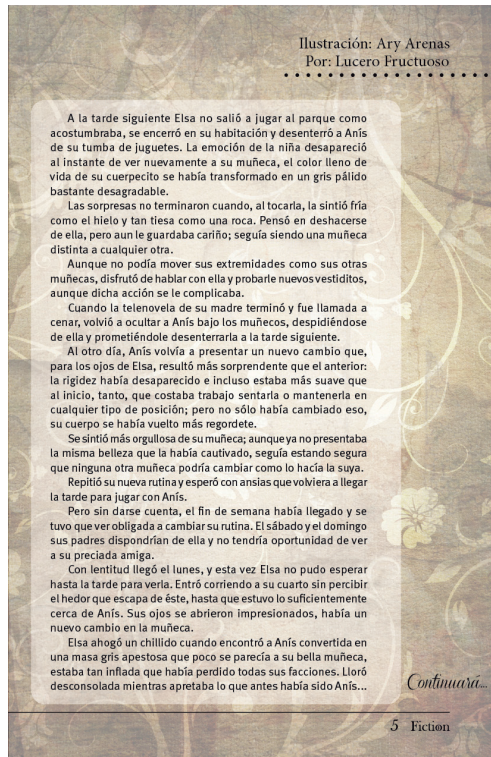 Ilustración: Ary Arenas
Por: Lucero Fructuoso
A la tarde siguiente Elsa no salió a jugar al parque como
acostumbraba, se encerró en su habitación y desenterró a Anís
de su tumba de juguetes. La emoción de la niña desapareció
al instante de ver nuevamente a su muñeca, el color lleno de
vida de su cuerpecito se había transformado en un gris pálido
bastante desagradable.
Las sorpresas no terminaron cuando, al tocarla, la sintió fría
como el hielo y tan tiesa como una roca. Pensó en deshacerse
de ella, pero aun le guardaba cariño; seguía siendo una muñeca
distinta a cualquier otra.
Aunque no podía mover sus extremidades como sus otras
muñecas, disfrutó de hablar con ella y probarle nuevos vestiditos,
aunque dicha acción se le complicaba.
Cuando la telenovela de su madre terminó y fue llamada a
cenar, volvió a ocultar a Anís bajo los muñecos, despidiéndose
de ella y prometiéndole desenterrarla a la tarde siguiente.
Al otro día, Anís volvía a presentar un nuevo cambio que,
para los ojos de Elsa, resultó más sorprendente que el anterior:
la rigidez había desaparecido e incluso estaba más suave que
al inicio, tanto, que costaba trabajo sentarla o mantenerla en
cualquier tipo de posición; pero no sólo había cambiado eso,
su cuerpo se había vuelto más regordete.
Se sintió más orgullosa de su muñeca; aunque ya no presentaba
la misma belleza que la había cautivado, seguía estando segura
que ninguna otra muñeca podría cambiar como lo hacía la suya.
Repitió su nueva rutina y esperó con ansias que volviera a llegar
la tarde para jugar con Anís.
Pero sin darse cuenta, el fin de semana había llegado y se
tuvo que ver obligada a cambiar su rutina. El sábado y el domingo
sus padres dispondrían de ella y no tendría oportunidad de ver
a su preciada amiga.
Con lentitud llegó el lunes, y esta vez Elsa no pudo esperar
hasta la tarde para verla. Entró corriendo a su cuarto sin percibir
el hedor que escapa de éste, hasta que estuvo lo suficientemente
cerca de Anís. Sus ojos se abrieron impresionados, había un
nuevo cambio en la muñeca.
Elsa ahogó un chillido cuando encontró a Anís convertida en
una masa gris apestosa que poco se parecía a su bella muñeca,
estaba tan inflada que había perdido todas sus facciones. Lloró
desconsolada mientras apretaba lo que antes había sido Anís...
Continuará...
5 Fiction